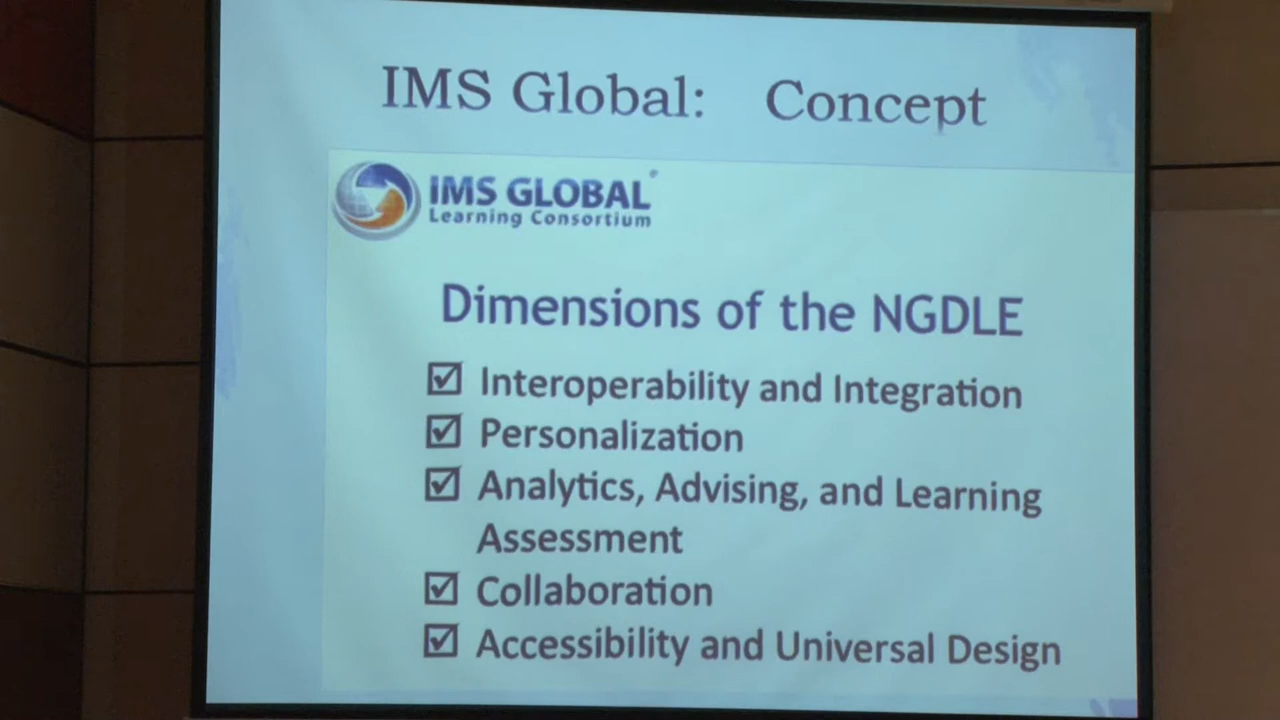 IMS Global: Concept
IMS GLOBAL
Learning Consortium
Dimensions of the NGDLE
Interoperability and Integration
Personalization
Analytics, Advising, and Learning
Assessment
Collaboration
Accessibility and Universal Design